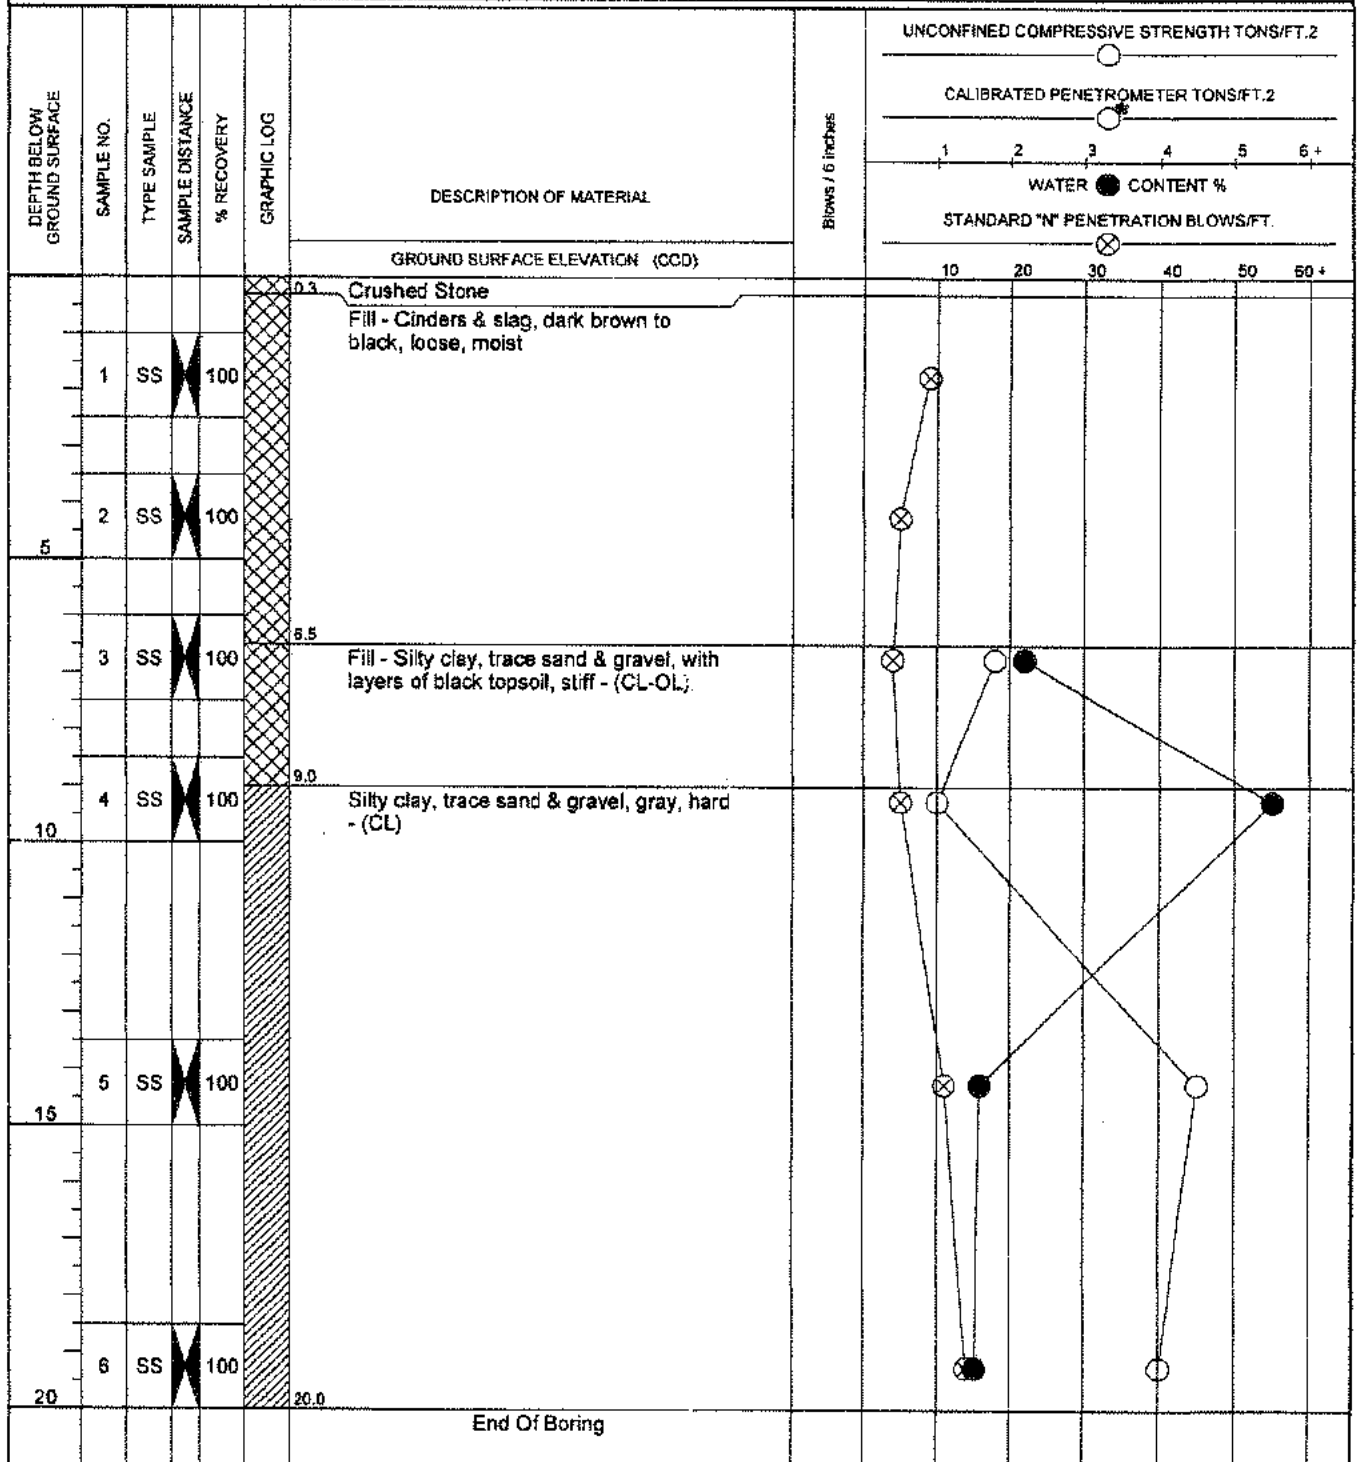 UNCONFINED COMPRESSIVE STRENGTH TONS/FT.2
CALIBRATED PENETROMETER TONS/FT.2
*
1 2 3 4 5 6 +
WATER CONTENT %
STANDARD "N" PENETRATION BLOWS/FT.
10 20 30 40 50 60 +
DEPTH BELOW
GROUND SURFACE
SAMPLE NO.
TYPE SAMPLE
SAMPLE DISTANCE
% RECOVERY
GRAPHIC LOG
DESCRIPTION OF MATERIAL
GROUND SURFACE ELEVATION (CCD)
Blows / 6 inches
0.3 Crushed Stone
Fill - Cinders & slag, dark brown to
black, loose, moist
1 SS 100
2 SS 100
5
6.5
3 SS 100 Fill - Silty clay, trace sand & gravel, with
layers of black topsoil, stiff - (CL-OL).
9.0
4 SS 100 Silty clay, trace sand & gravel, gray, hard
- (CL)
10
5 SS 100
15
6 SS 100
20 20.0
End Of Boring